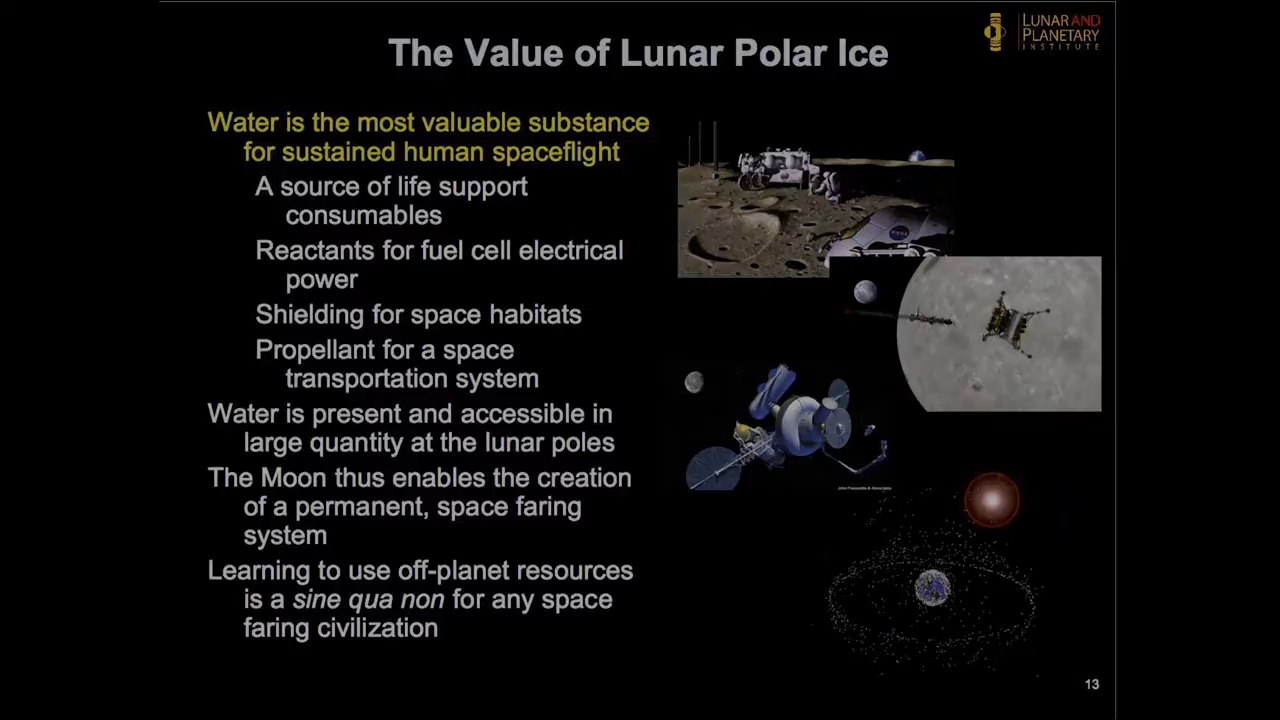 LUNAR AND
PLANETARY
INSTITUTE
The Value of Lunar Polar Ice
Water is the most valuable substance
for sustained human spaceflight
A source of life support
consumables
Reactants for fuel cell electrical
power
Shielding for space habitats
Propellant for a space
transportation system
Water is present and accessible in
large quantity at the lunar poles
The Moon thus enables the creation
of a permanent, space faring
system
Learning to use off-planet resources
is a sine qua non for any space
faring civilization
NASA
13